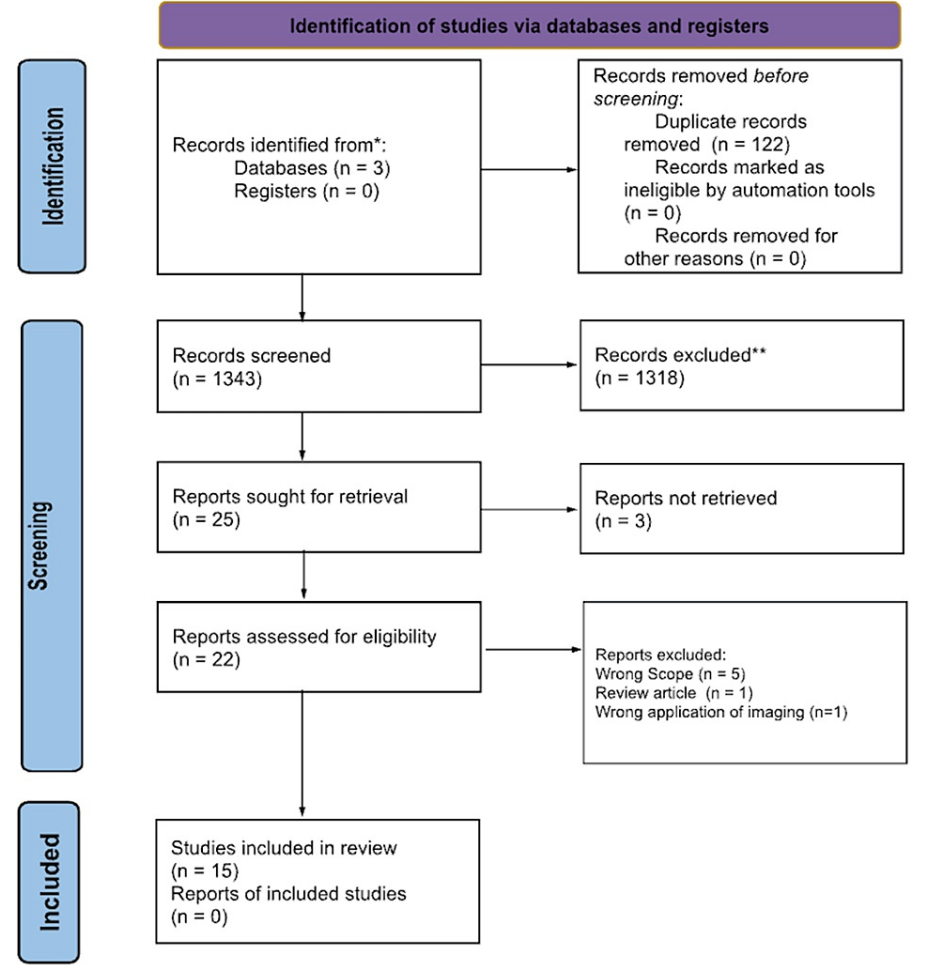 Identification of studies via databases and registers
Identification
Records identified from*:
Databases (n = 3)
Registers (n = 0)
Records removed before
screening:
Duplicate records
removed (n = 122)
Records marked as
ineligible by automation tools
(n = 0)
Records removed for
other reasons (n = 0)
Screening
Records screened
(n = 1343)
Records excluded**
(n = 1318)
Reports sought for retrieval
(n = 25)
Reports not retrieved
(n = 3)
Reports assessed for eligibility
(n = 22)
Reports excluded:
Wrong Scope (n = 5)
Review article (n = 1)
Wrong application of imaging (n=1)
Included
Studies included in review
(n = 15)
Reports of included studies
(n = 0)